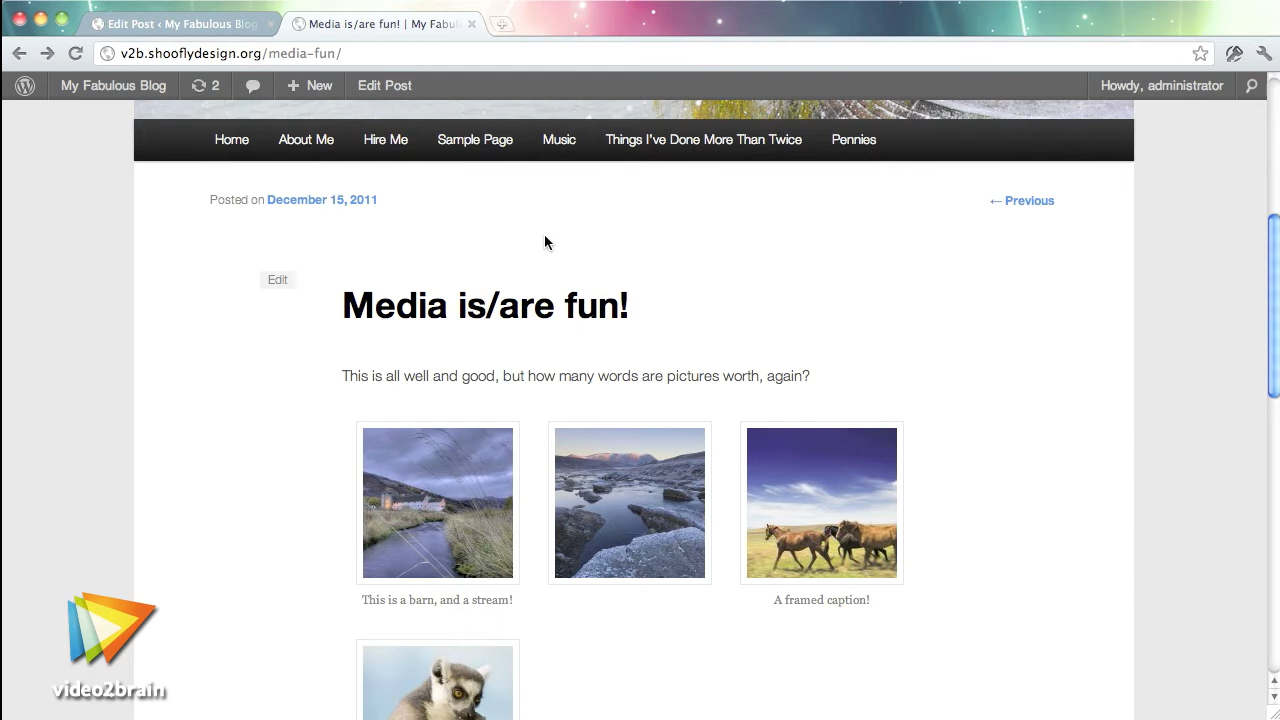 Edit Post ‹ My Fabulous Blog
Media is/are fun! | My Fabul
v2b.shooflydesign.org/media-fun/
My Fabulous Blog 2 New Edit Post Howdy, administrator
Home About Me Hire Me Sample Page Music Things I've Done More Than Twice Pennies
Posted on December 15, 2011 ← Previous
Edit
Media is/are fun!
This is all well and good, but how many words are pictures worth, again?
This is a barn, and a stream! A framed caption!
video2brain